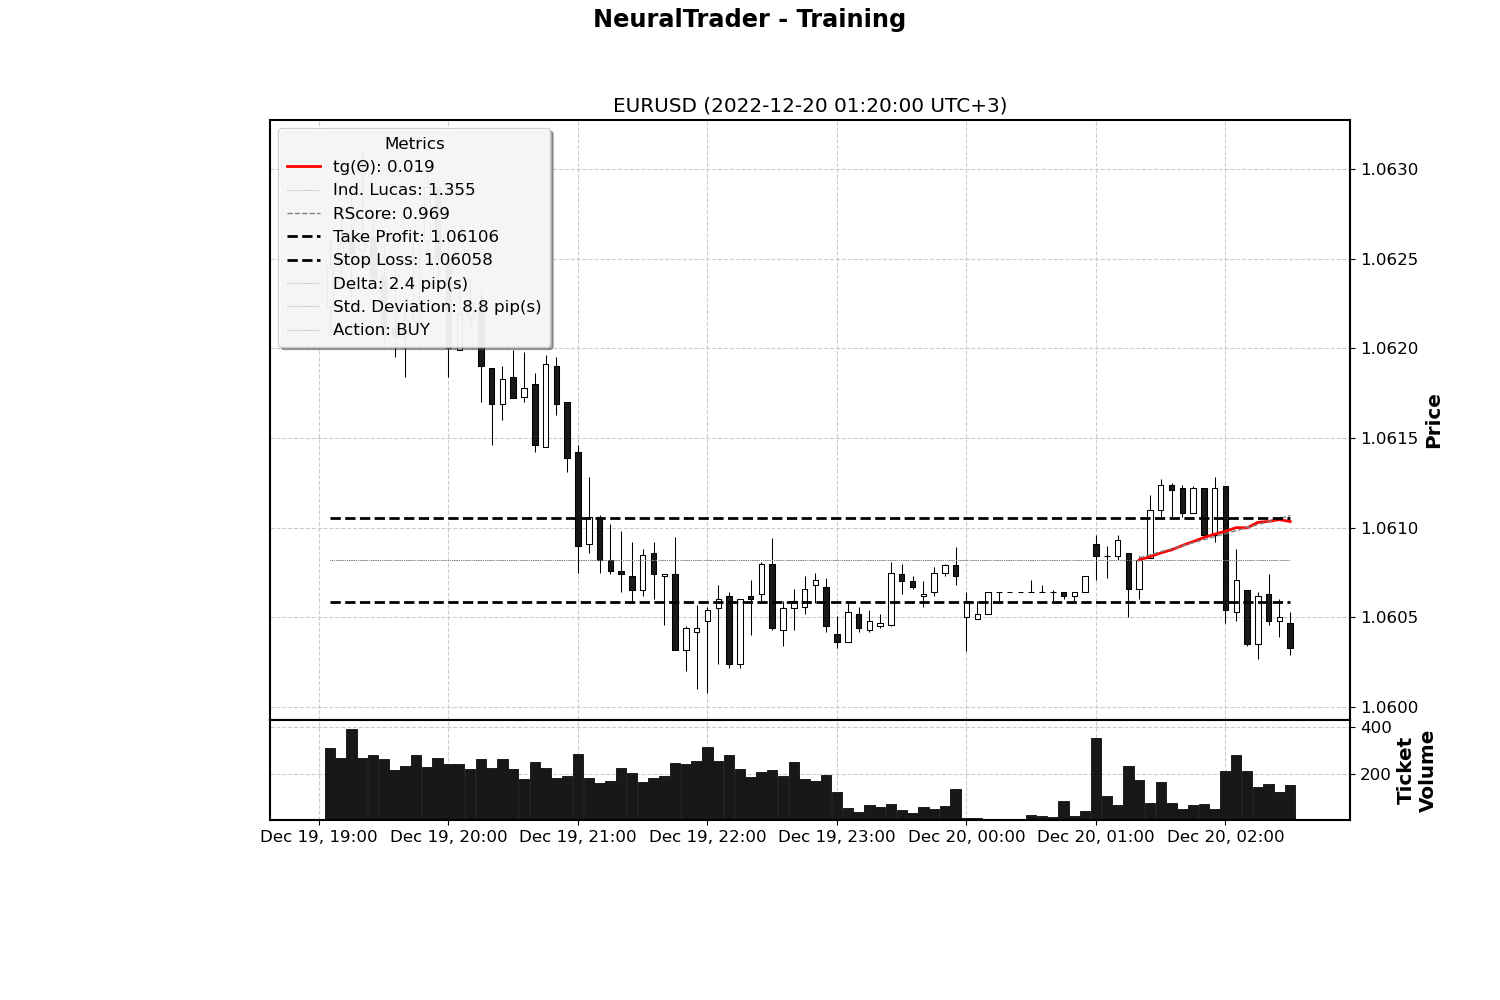 NeuralTrader - Training
EURUSD (2022-12-20 01:20:00 UTC+3)
Metrics
tg(Θ): 0.019
Ind. Lucas: 1.355
RScore: 0.969
Take Profit: 1.06106
Stop Loss: 1.06058
Delta: 2.4 pip(s)
Std. Deviation: 8.8 pip(s)
Action: BUY
1.0630
1.0625
1.0620
1.0615
1.0610
1.0605
1.0600
Price
400
200
Ticket
Volume
Dec 19, 19:00 Dec 19, 20:00 Dec 19, 21:00 Dec 19, 22:00 Dec 19, 23:00 Dec 20, 00:00 Dec 20, 01:00 Dec 20, 02:00